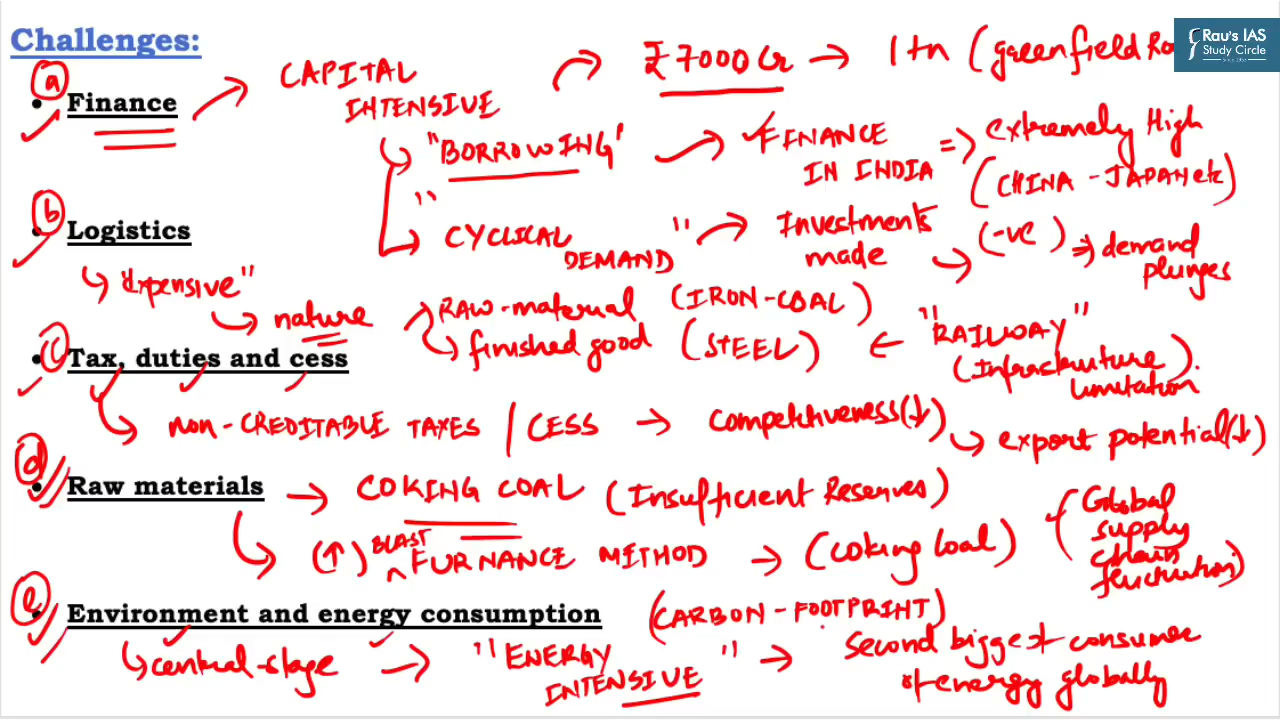 Challenges:
Rau's IAS
Study Circle
Since 1953
CAPITAL INTENSIVE
₹7000 Cr → 1 tn (greenfield Ro
(a)
• Finance
"BORROWING"
✓ FINANCE IN INDIA => extremely High
(CHINA - JAPAN etc)
(b)
• Logistics
"CYCLICAL DEMAND"
Investments made
(-ve) => demand plunges
"Expensive"
nature
RAW-material (IRON-COAL)
finished good (STEEL) ← "RAILWAY"
(Infrastructure limitation).
(c)
• Tax, duties and cess
NON-CREDITABLE TAXES / CESS → Competitiveness(↓)
export potential(↓)
(d)
• Raw materials → COKING COAL (Insufficient Reserves)
(↑) BLAST FURNANCE METHOD → (Coking Coal)
Global supply chain fluctuation)
(e)
• Environment and energy consumption (CARBON-FOOTPRINT)
central-stage → "ENERGY INTENSIVE" → Second biggest consumer
of energy globally